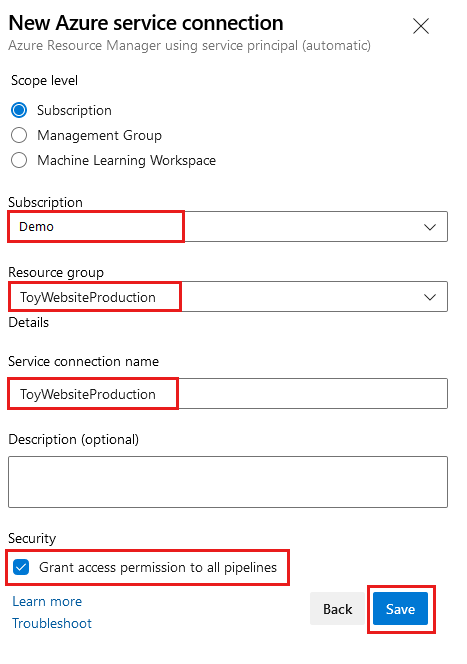 New Azure service connection
Azure Resource Manager using service principal (automatic)
Scope level
Subscription
Management Group
Machine Learning Workspace
Subscription
Demo
Resource group
ToyWebsiteProduction
Details
Service connection name
ToyWebsiteProduction
Description (optional)
Security
Grant access permission to all pipelines
Learn more
Troubleshoot
Back
Save